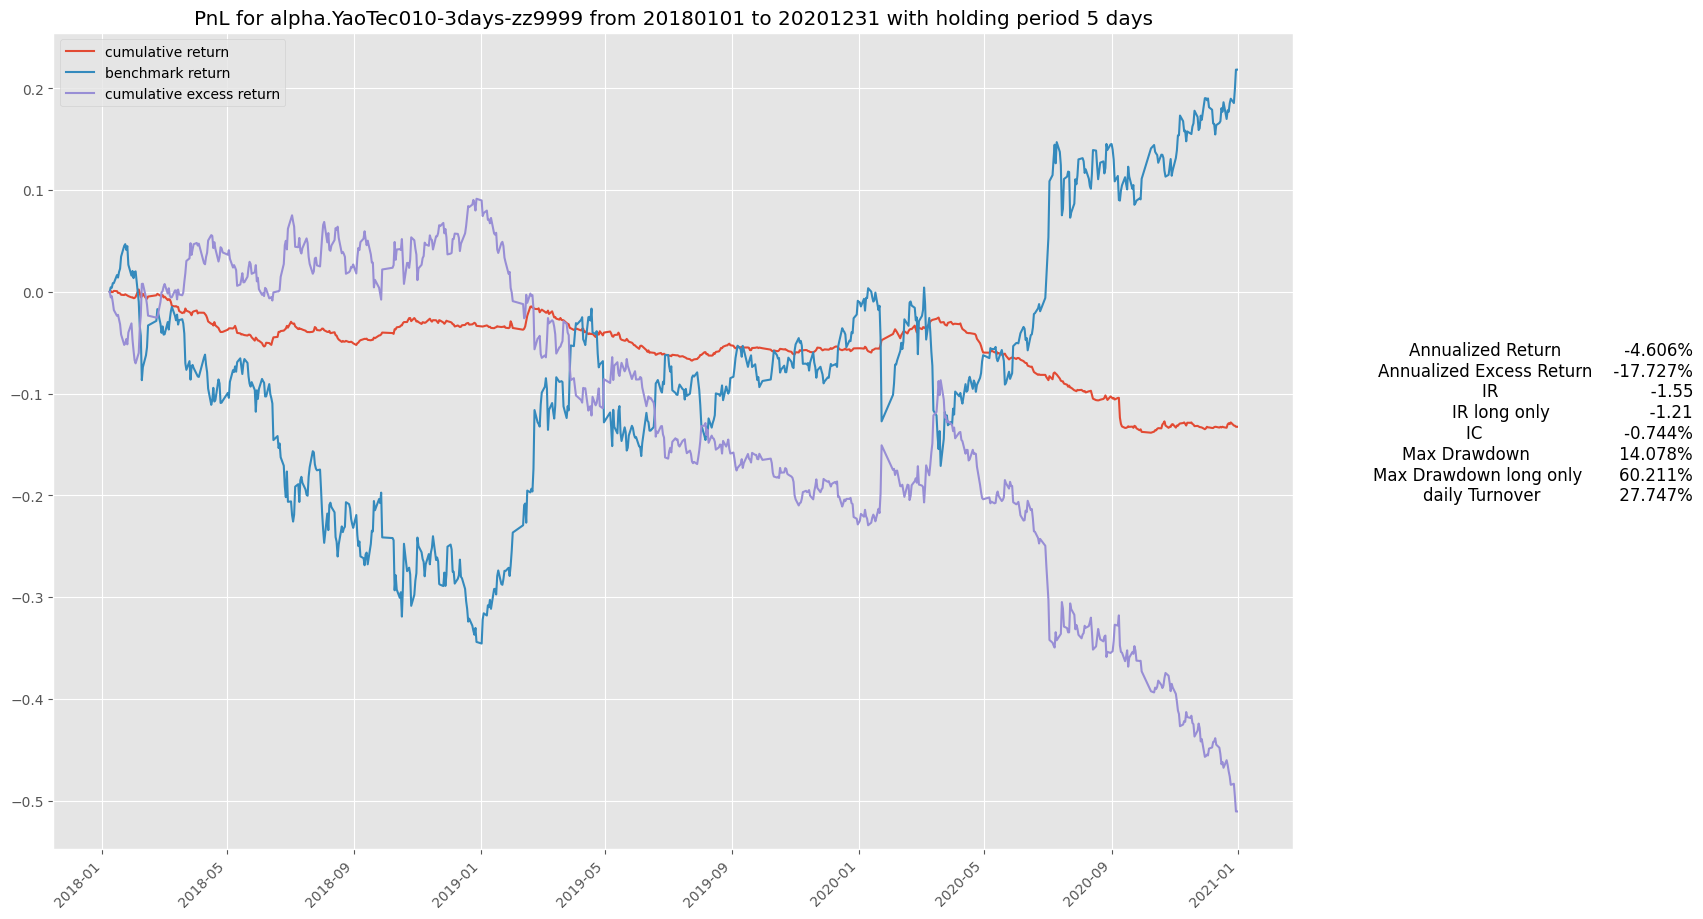 PnL for alpha.YaoTec010-3days-zz9999 from 20180101 to 20201231 with holding period 5 days
cumulative return
benchmark return
cumulative excess return
0.2
0.1
0.0
−0.1
−0.2
−0.3
−0.4
−0.5
2018-01
2018-05
2018-09
2019-01
2019-05
2019-09
2020-01
2020-05
2020-09
2021-01
Annualized Return -4.606%
Annualized Excess Return -17.727%
IR -1.55
IR long only -1.21
IC -0.744%
Max Drawdown 14.078%
Max Drawdown long only 60.211%
daily Turnover 27.747%